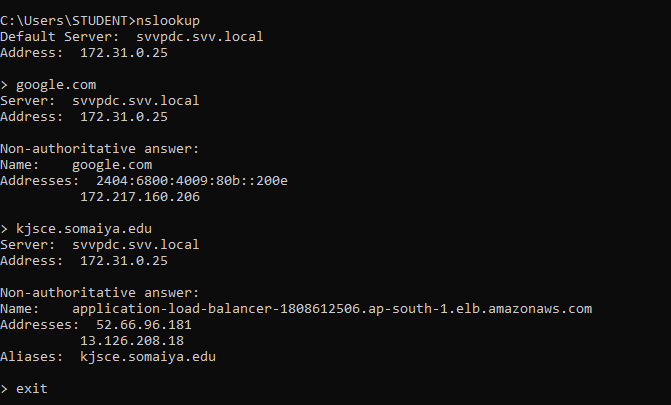 C:\Users\STUDENT>nslookup
Default Server:  svvpdc.svv.local
Address:  172.31.0.25

> google.com
Server:  svvpdc.svv.local
Address:  172.31.0.25

Non-authoritative answer:
Name:    google.com
Addresses:  2404:6800:4009:80b::200e
          172.217.160.206

> kjsce.somaiya.edu
Server:  svvpdc.svv.local
Address:  172.31.0.25

Non-authoritative answer:
Name:    application-load-balancer-1808612506.ap-south-1.elb.amazonaws.com
Addresses:  52.66.96.181
          13.126.208.18
Aliases:  kjsce.somaiya.edu

> exit